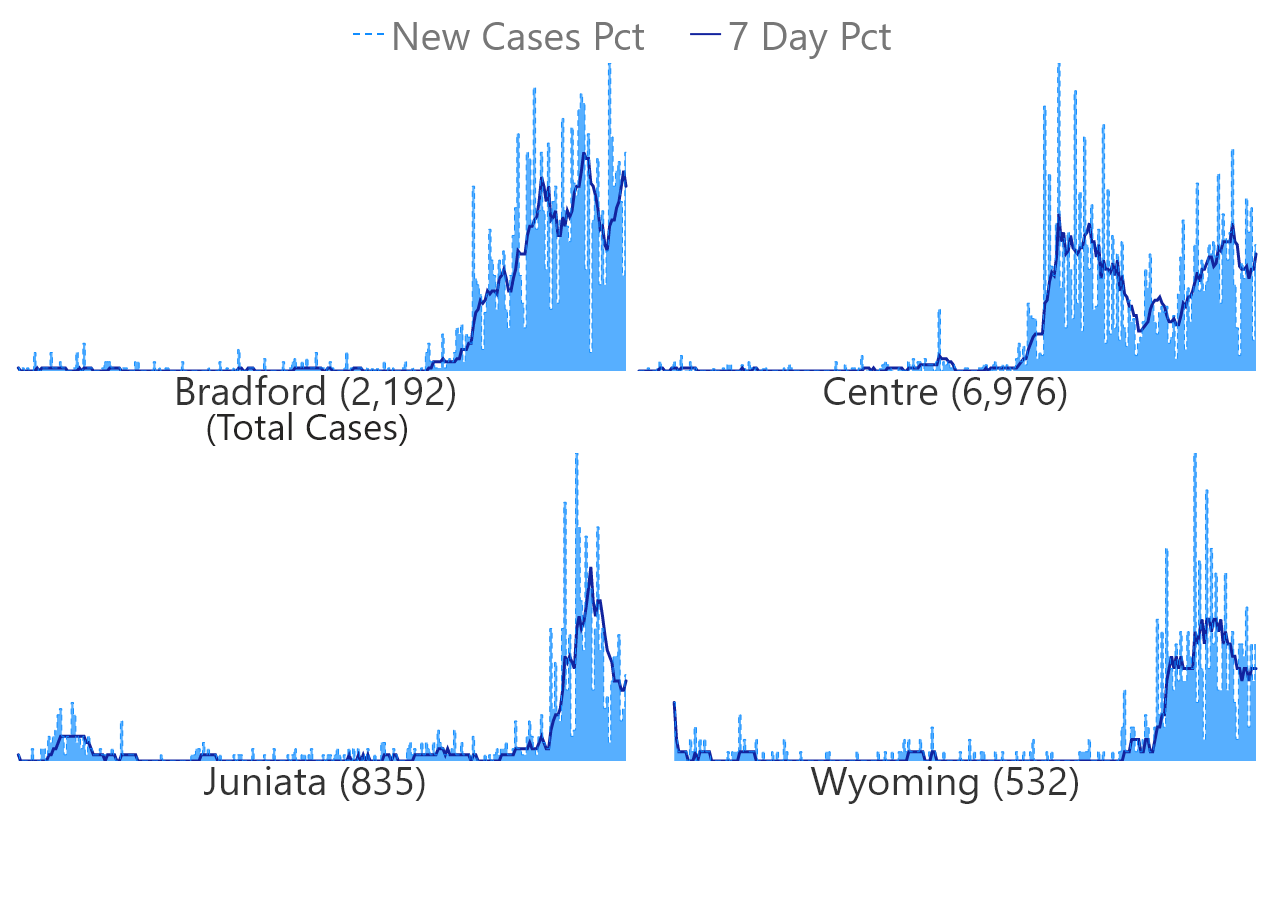 New Cases Pct 7 Day Pct
Bradford (2,192) Centre (6,976)
(Total Cases)
Juniata (835) Wyoming (532)